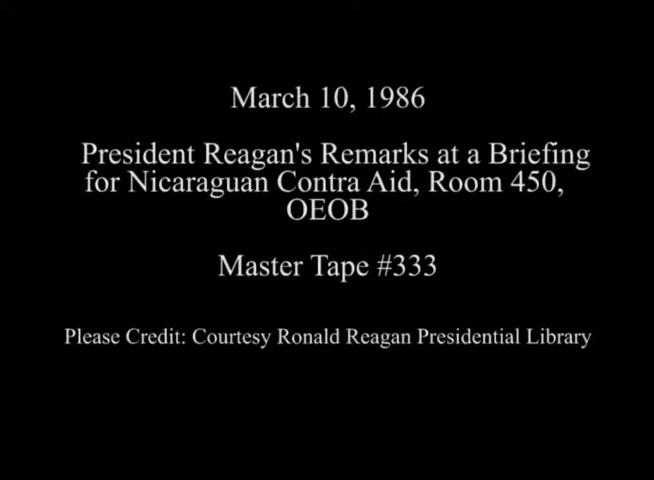 March 10, 1986
President Reagan's Remarks at a Briefing
for Nicaraguan Contra Aid, Room 450,
OEOB
Master Tape #333
Please Credit: Courtesy Ronald Reagan Presidential Library